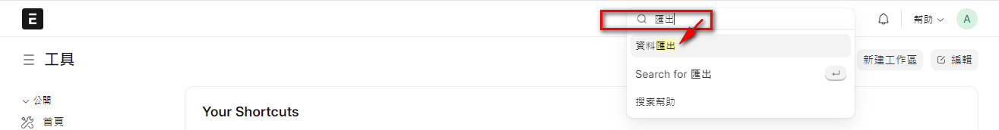 E
匯出
幫助
A
資料匯出
工具
新建工作區
編輯
Search for 匯出
公開
搜索幫助
Your Shortcuts
首頁